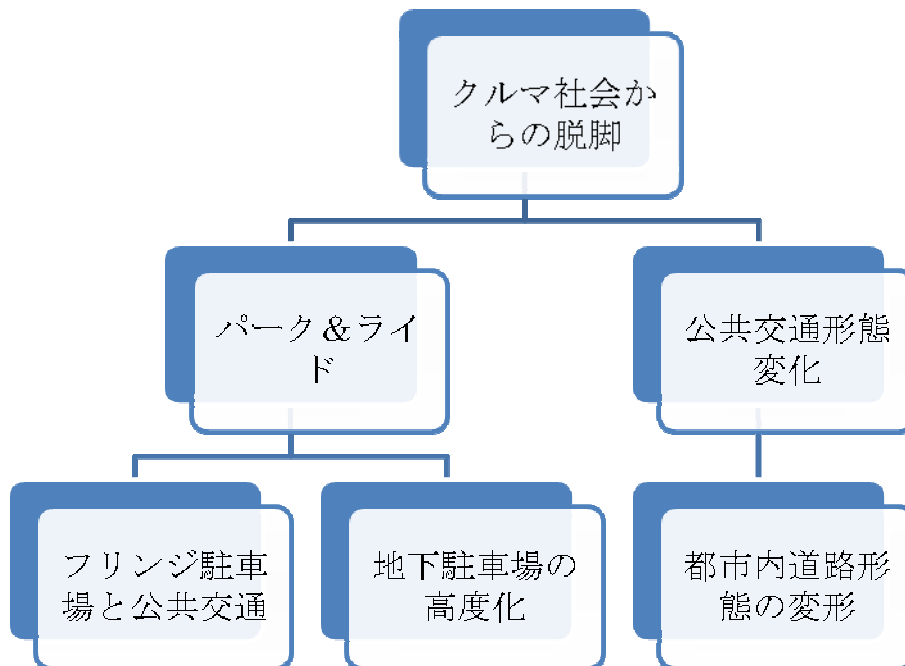 クルマ社会か
らの脱脚
パーク＆ライ
ド
公共交通形態
変化
フリンジ駐車
場と公共交通
地下駐車場の
高度化
都市内道路形
態の変形